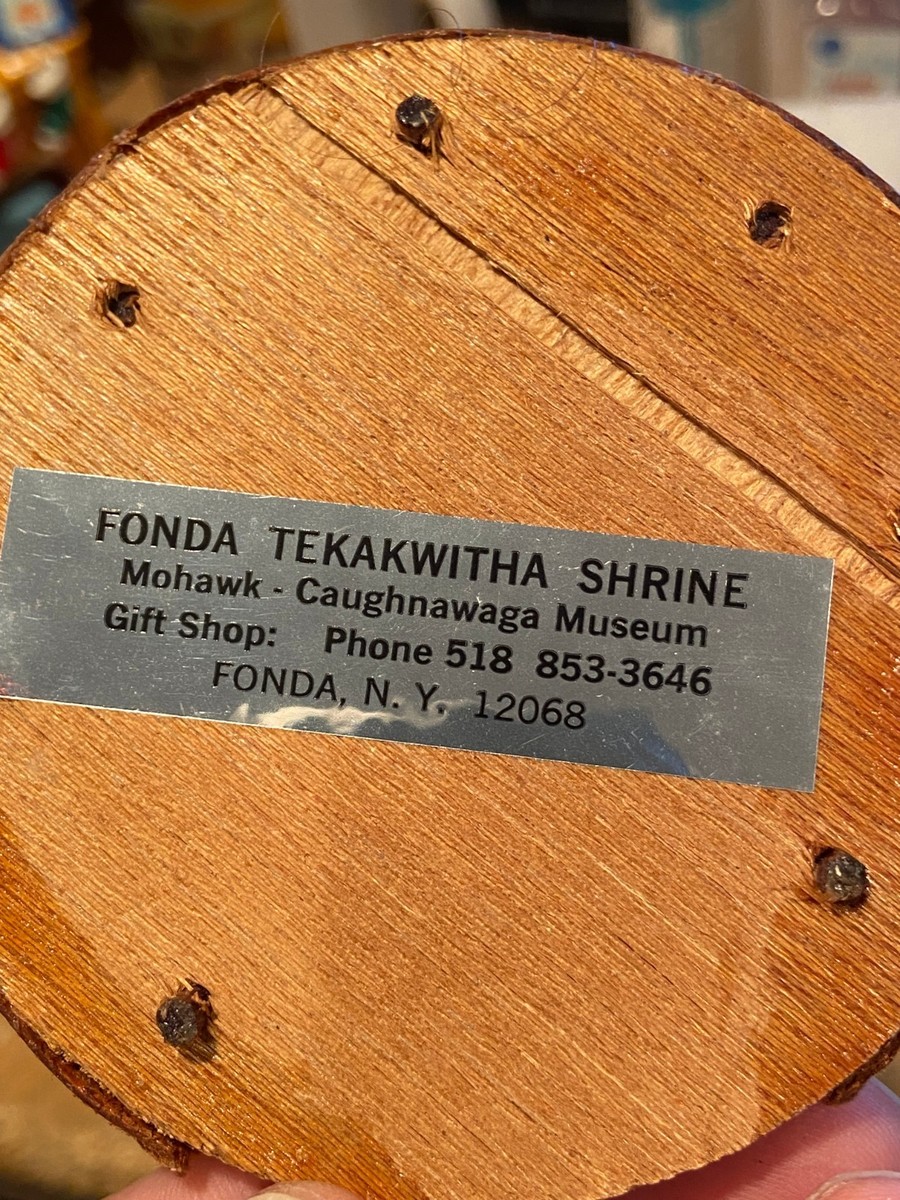 FONDA TEKAKWITHA SHRINE
Mohawk - Caughnawaga Museum
Gift Shop: Phone 518 853-3646
FONDA, N. Y. 12068